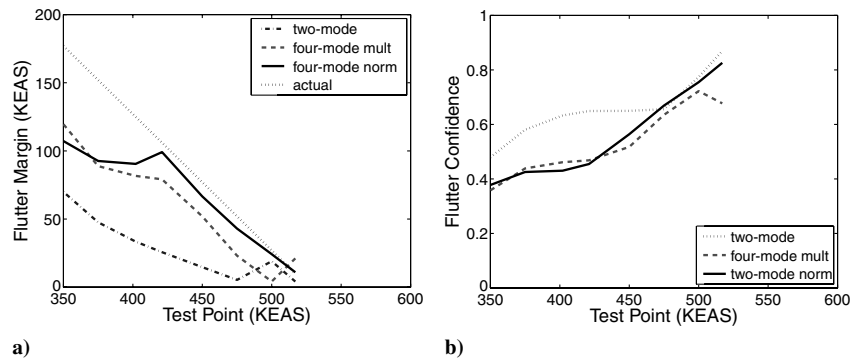 200
150
100
50
0
Flutter Margin (KEAS)
two-mode
four-mode mult
four-mode norm
actual
350 400 450 500 550 600
Test Point (KEAS)
a)
1
0.8
0.6
0.4
0.2
0
Flutter Confidence
two-mode
four-mode mult
two-mode norm
350 400 450 500 550 600
Test Point (KEAS)
b)